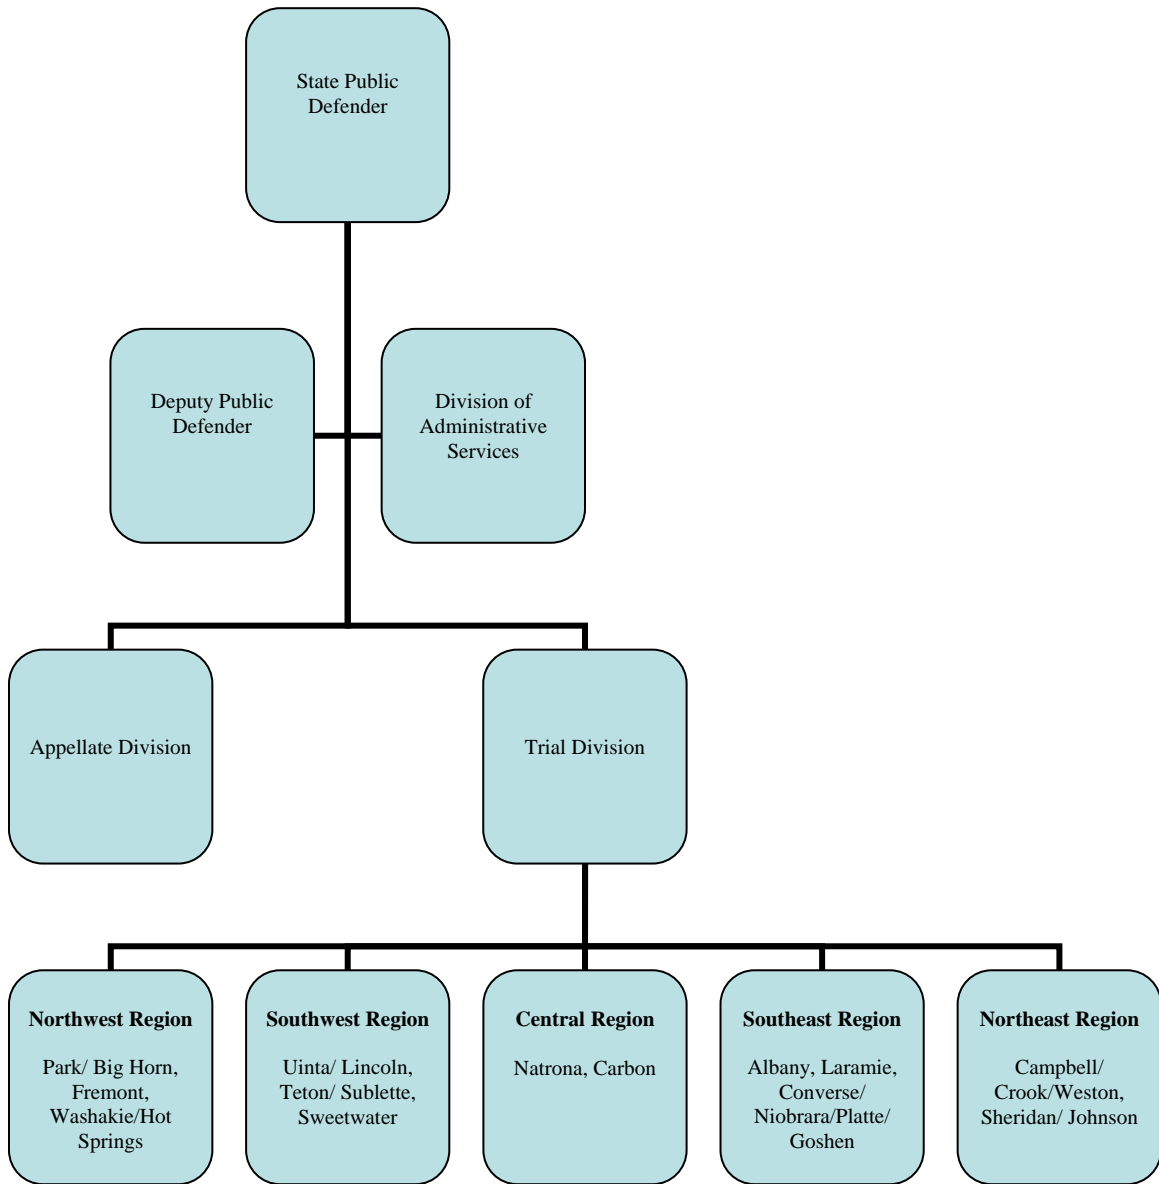 State Public
Defender
Deputy Public
Defender
Division of
Administrative
Services
Appellate Division
Trial Division
Northwest Region
Park/ Big Horn,
Fremont,
Washakie/Hot
Springs
Southwest Region
Uinta/ Lincoln,
Teton/ Sublette,
Sweetwater
Central Region
Natrona, Carbon
Southeast Region
Albany, Laramie,
Converse/
Niobrara/Platte/
Goshen
Northeast Region
Campbell/
Crook/Weston,
Sheridan/ Johnson